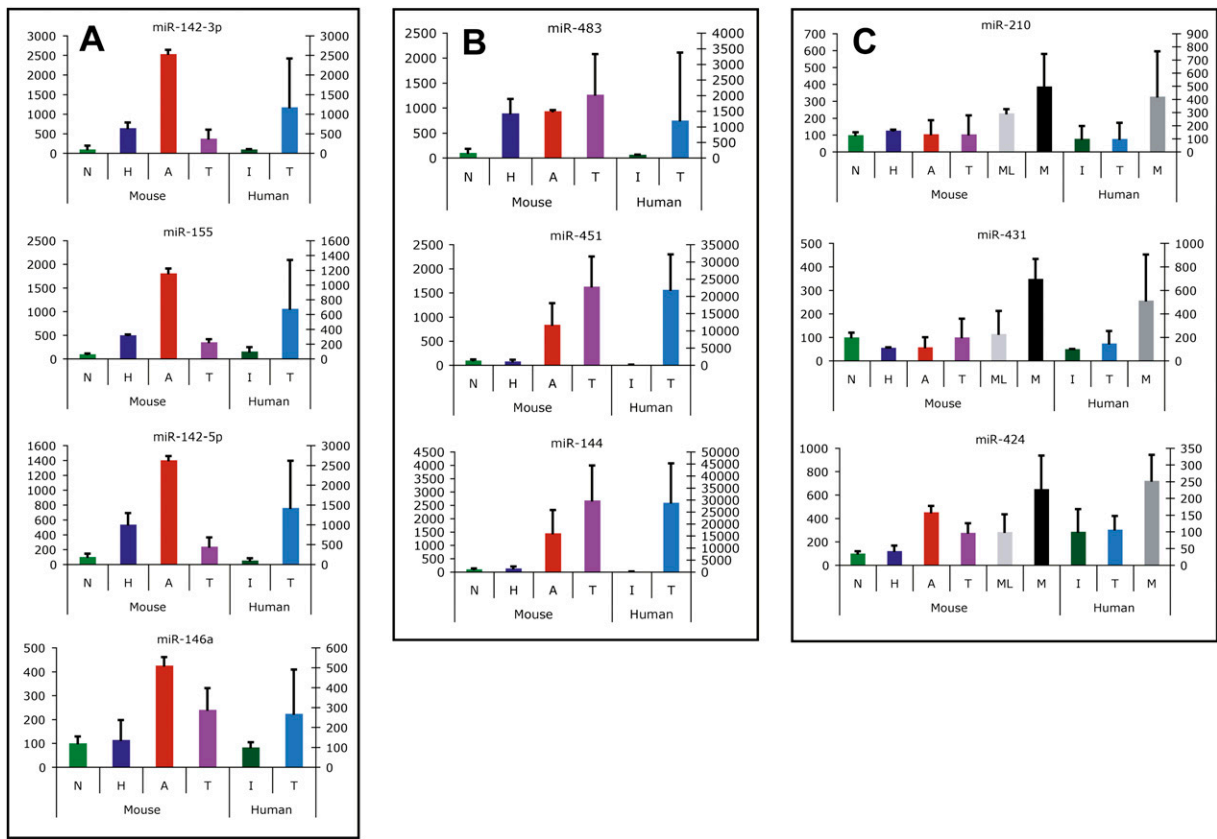 A
miR-142-3p
3000 3000
2500 2500
2000 2000
1500 1500
1000 1000
500 500
0 0
N H A T I T
Mouse Human
miR-155
2500 1600
1400
2000 1200
1500 1000
800
1000 600
500 400
200
0 0
N H A T I T
Mouse Human
miR-142-5p
1600 3000
1400 2500
1200
1000 2000
800 1500
600 1000
400
200 500
0 0
N H A T I T
Mouse Human
miR-146a
500 600
400 500
300 400
300
200 200
100 100
0 0
N H A T I T
Mouse Human
B
miR-483
2500 4000
3500
2000 3000
1500 2500
2000
1000 1500
500 1000
500
0 0
N H A T I T
Mouse Human
miR-451
2500 35000
2000 30000
25000
1500 20000
1000 15000
10000
500 5000
0 0
N H A T I T
Mouse Human
miR-144
4500 50000
4000 45000
3500 40000
3000 35000
2500 30000
2000 25000
1500 20000
1000 15000
500 10000
0 5000
0
N H A T I T
Mouse Human
C
miR-210
700 900
600 800
500 700
400 600
300 500
200 400
100 300
0 200
100
0
N H A T ML M I T M
Mouse Human
miR-431
500 1000
400 800
300 600
200 400
100 200
0 0
N H A T ML M I T M
Mouse Human
miR-424
1000 350
800 300
600 250
400 200
200 150
0 100
50
0
N H A T ML M I T M
Mouse Human